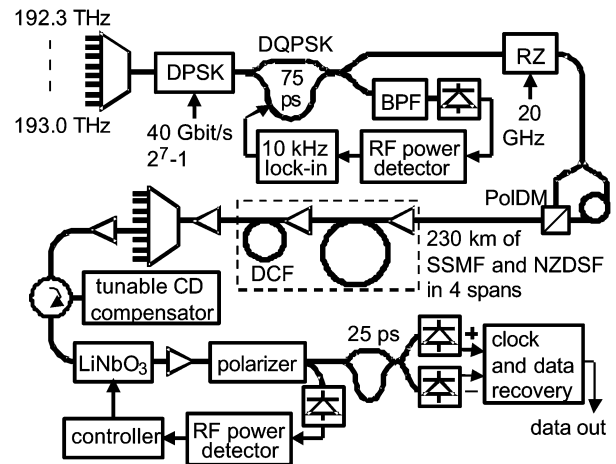 192.3 THz
193.0 THz
DPSK
40 Gbit/s
2⁷-1
DQPSK
75
ps
BPF
10 kHz
lock-in
RF power
detector
RZ
20
GHz
PolDM
230 km of
SSMF and NZDSF
in 4 spans
DCF
tunable CD
compensator
LiNbO₃
polarizer
25 ps
+
−
clock
and data
recovery
data out
controller
RF power
detector